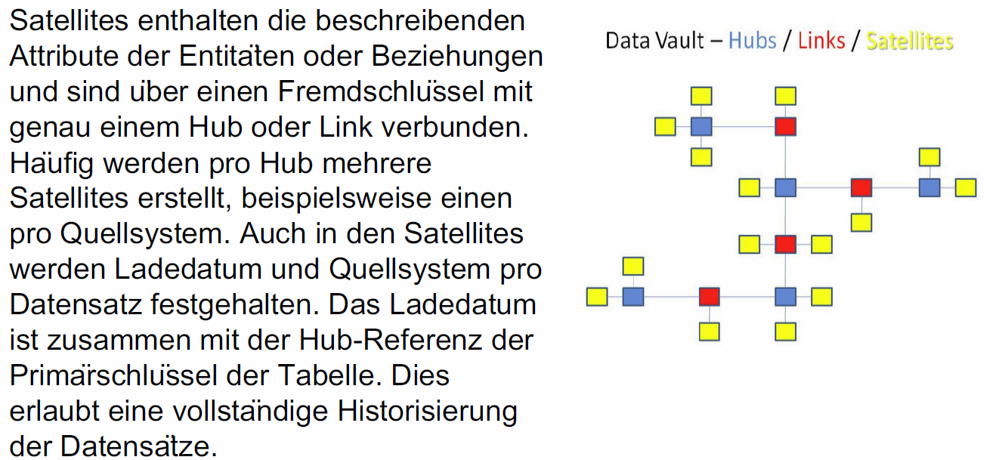 Satellites enthalten die beschreibenden
Attribute der Entitäten oder Beziehungen
und sind über einen Fremdschlüssel mit
genau einem Hub oder Link verbunden.
Häufig werden pro Hub mehrere
Satellites erstellt, beispielsweise einen
pro Quellsystem. Auch in den Satellites
werden Ladedatum und Quellsystem pro
Datensatz festgehalten. Das Ladedatum
ist zusammen mit der Hub-Referenz der
Primärschlüssel der Tabelle. Dies
erlaubt eine vollständige Historisierung
der Datensätze.
Data Vault – Hubs / Links / Satellites